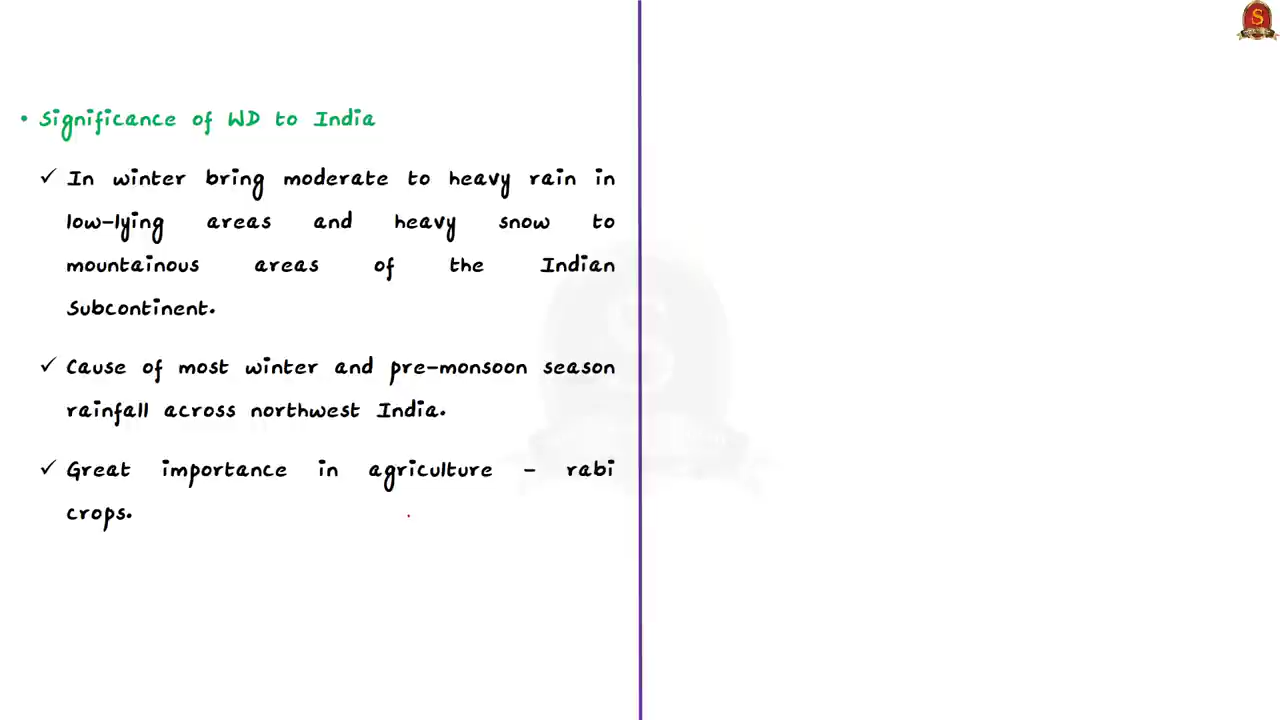 • Significance of WD to India
✓ In winter bring moderate to heavy rain in
low-lying areas and heavy snow to
mountainous areas of the Indian
Subcontinent.
✓ Cause of most winter and pre-monsoon season
rainfall across northwest India.
✓ Great importance in agriculture - rabi
crops.
S